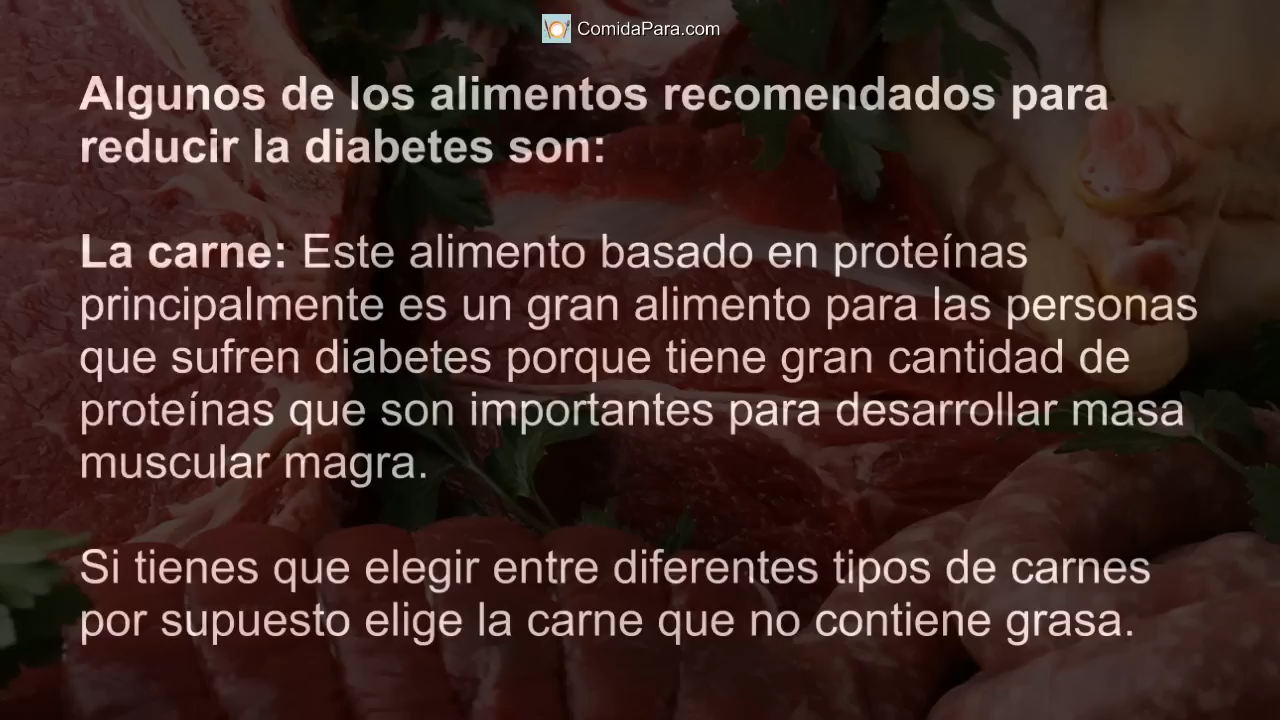 ComidaPara.com
Algunos de los alimentos recomendados para
reducir la diabetes son:
La carne: Este alimento basado en proteínas
principalmente es un gran alimento para las personas
que sufren diabetes porque tiene gran cantidad de
proteínas que son importantes para desarrollar masa
muscular magra.
Si tienes que elegir entre diferentes tipos de carnes
por supuesto elige la carne que no contiene grasa.